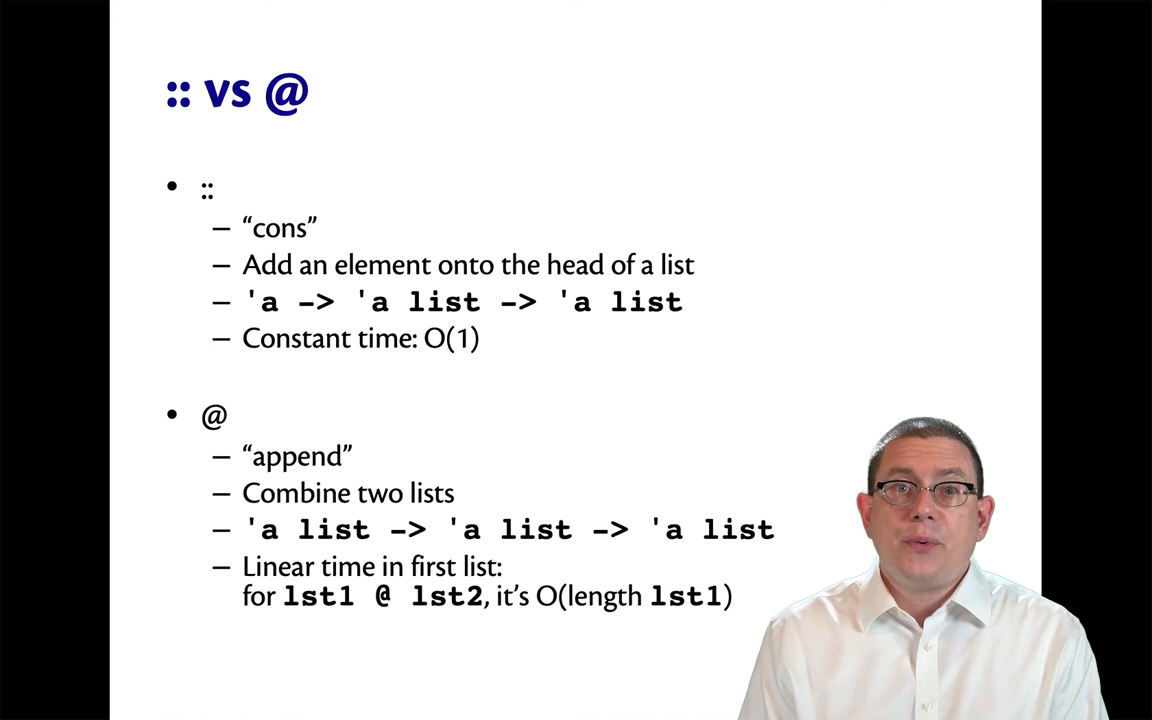 :: vs @
• ::
– “cons”
– Add an element onto the head of a list
– 'a -> 'a list -> 'a list
– Constant time: O(1)
• @
– “append”
– Combine two lists
– 'a list -> 'a list -> 'a list
– Linear time in first list:
for lst1 @ lst2, it’s O(length lst1)